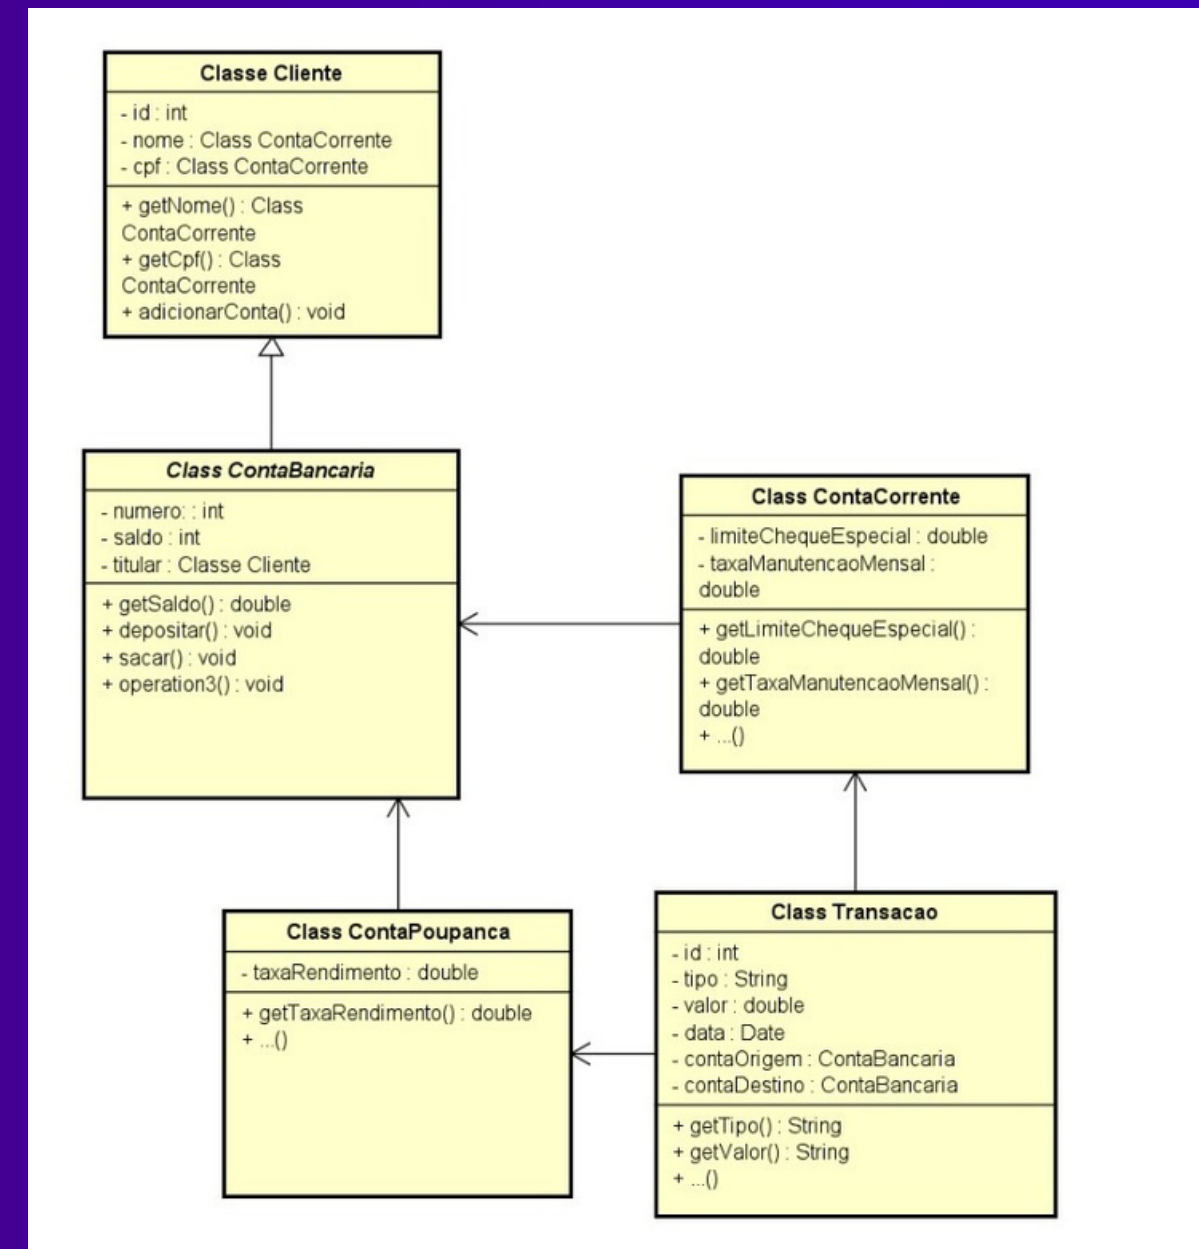 Classe Cliente
- id : int
- nome : Class ContaCorrente
- cpf : Class ContaCorrente
+ getNome() : Class
ContaCorrente
+ getCpf() : Class
ContaCorrente
+ adicionarConta() : void
Class ContaBancaria
- numero: : int
- saldo : int
- titular : Classe Cliente
+ getSaldo() : double
+ depositar() : void
+ sacar() : void
+ operation3() : void
Class ContaCorrente
- limiteChequeEspecial : double
- taxaManutencaoMensal :
double
+ getLimiteChequeEspecial() :
double
+ getTaxaManutencaoMensal() :
double
+ ...()
Class ContaPoupanca
- taxaRendimento : double
+ getTaxaRendimento() : double
+ ...()
Class Transacao
- id : int
- tipo : String
- valor : double
- data : Date
- contaOrigem : ContaBancaria
- contaDestino : ContaBancaria
+ getTipo() : String
+ getValor() : String
+ ...()